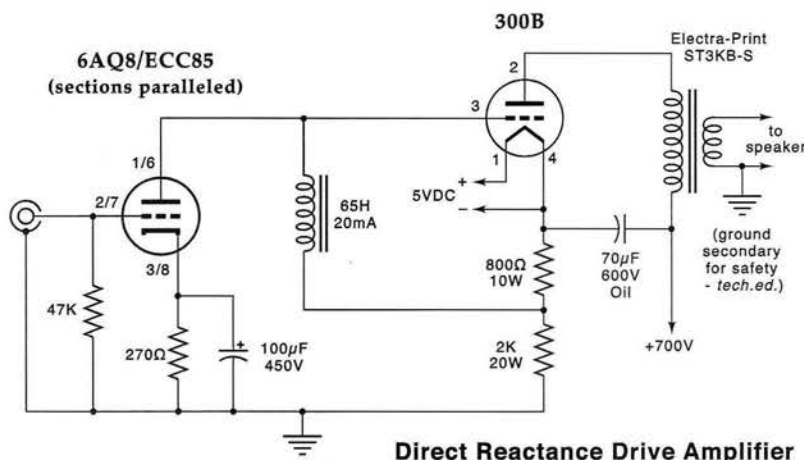 300B
Electra-Print
ST3KB-S
6AQ8/ECC85
(sections paralleled)
2
3
1/6
1
4
to
speaker
2/7
65H
20mA
+
5VDC
–
3/8
800Ω
10W
70µF
600V
Oil
(ground
secondary
for safety
- tech.ed.)
47K
270Ω
+
100µF
450V
2K
20W
+700V
Direct Reactance Drive Amplifier